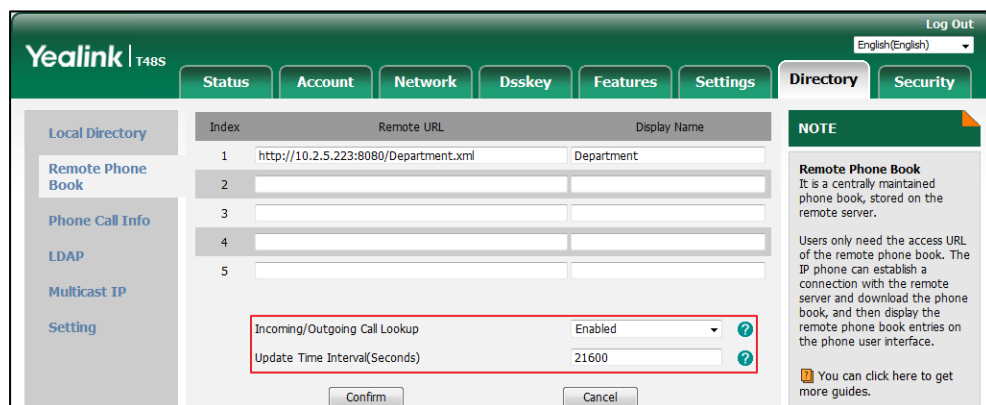 Log Out
Yealink T48S
English(English)
Status Account Network Dsskey Features Settings Directory Security
Local Directory
Remote Phone
Book
Phone Call Info
LDAP
Multicast IP
Setting
Index Remote URL Display Name
1 http://10.2.5.223:8080/Department.xml Department
2
3
4
5
Incoming/Outgoing Call Lookup Enabled ?
Update Time Interval(Seconds) 21600 ?
Confirm Cancel
NOTE
Remote Phone Book
It is a centrally maintained
phone book, stored on the
remote server.
Users only need the access URL
of the remote phone book. The
IP phone can establish a
connection with the remote
server and download the phone
book, and then display the
remote phone book entries on
the phone user interface.
You can click here to get
more guides.